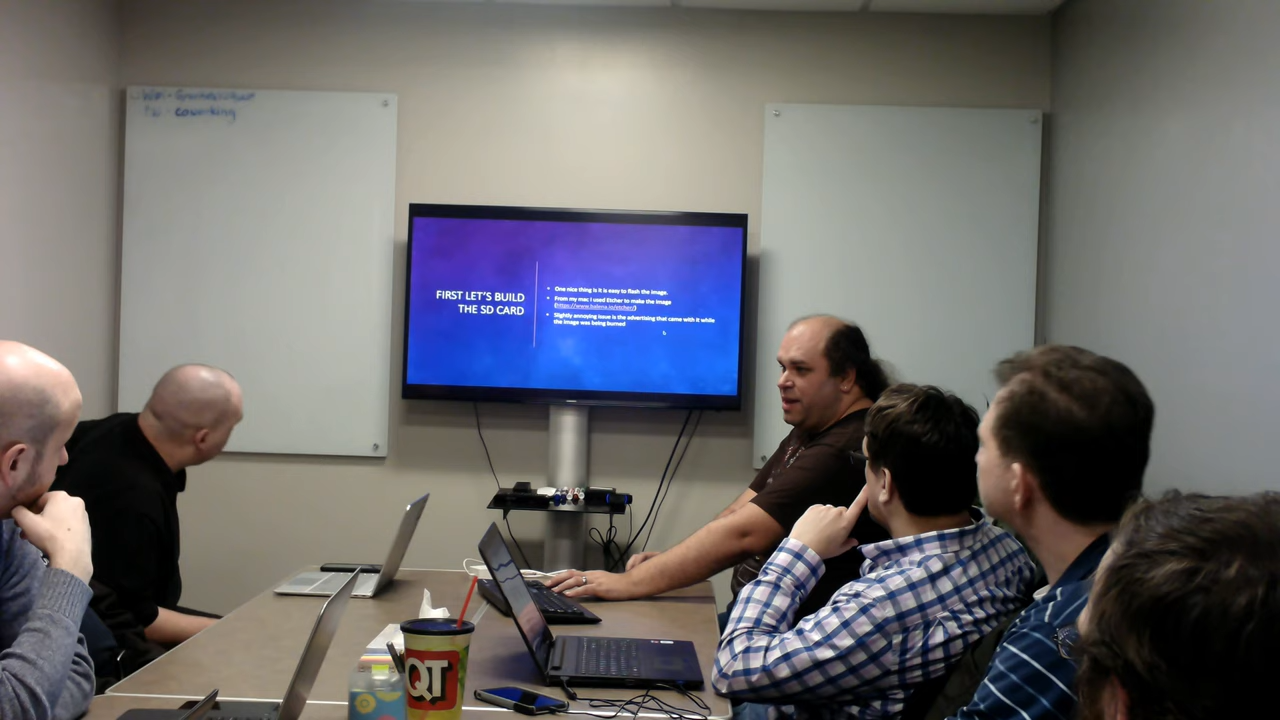 coworking
FIRST LET'S BUILD
THE SD CARD
One nice thing is it is easy to flash the image.
From my mac I used Etcher to make the image
(https://www.balena.io/etcher/)
Slightly annoying issue is the advertising that came with it while
the image was being burned
QT